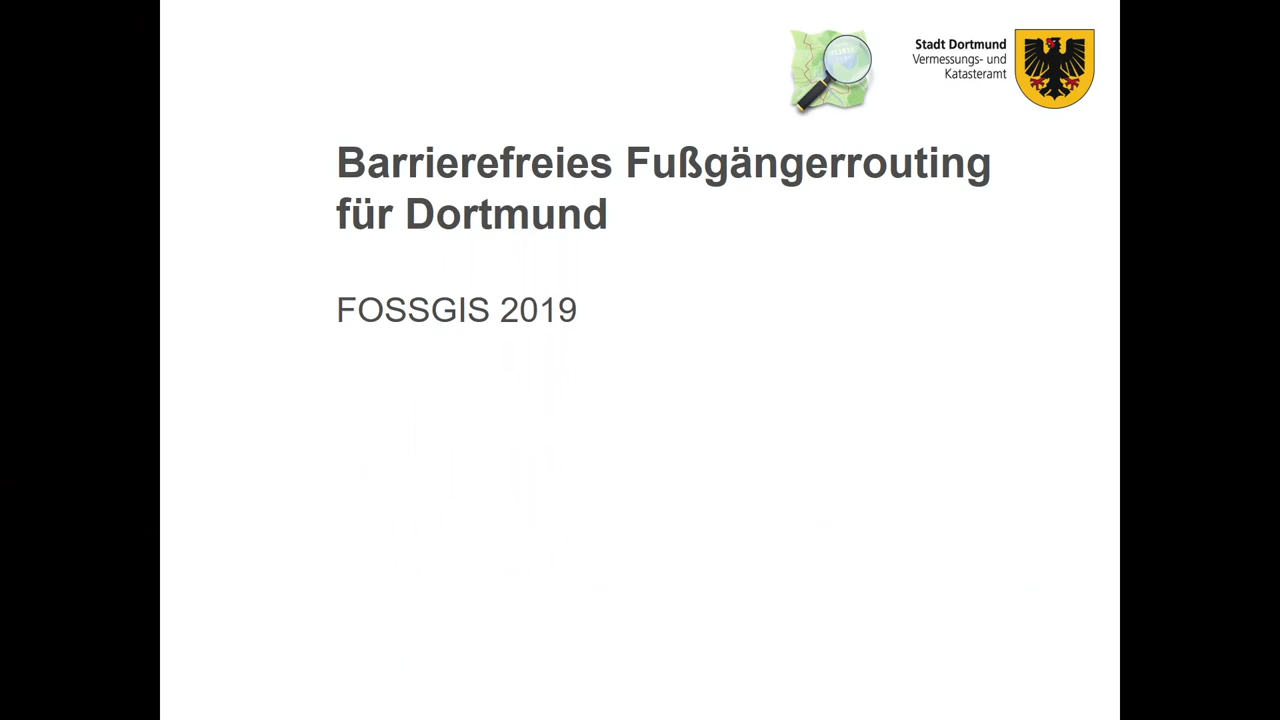 Stadt Dortmund
Vermessungs- und
Katasteramt
Barrierefreies Fußgängerrouting
für Dortmund
FOSSGIS 2019